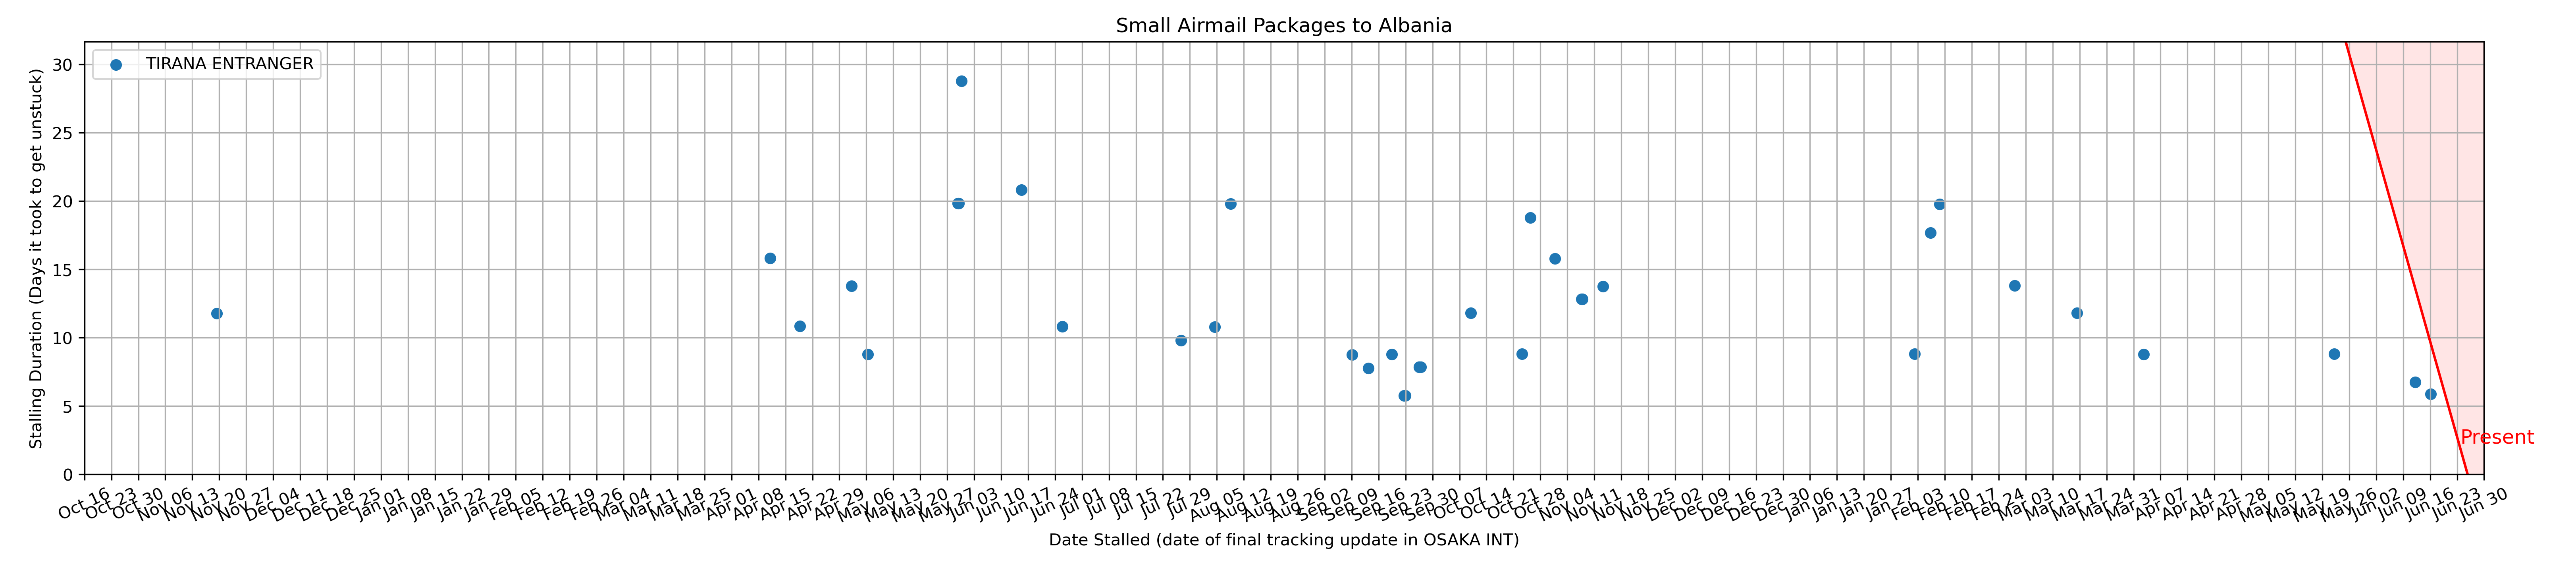 Small Airmail Packages to Albania
TIRANA ENTRANGER
Stalling Duration (Days it took to get unstuck)
30
25
20
15
10
5
0
Present
Oct 16 Oct 23 Oct 30 Nov 06 Nov 13 Nov 20 Nov 27 Dec 04 Dec 11 Dec 18 Dec 25 Jan 01 Jan 08 Jan 15 Jan 22 Jan 29 Feb 05 Feb 12 Feb 19 Feb 26 Mar 04 Mar 11 Mar 18 Mar 25 Apr 01 Apr 08 Apr 15 Apr 22 Apr 29 May 06 May 13 May 20 May 27 Jun 03 Jun 10 Jun 17 Jun 24 Jul 01 Jul 08 Jul 15 Jul 22 Jul 29 Aug 05 Aug 12 Aug 19 Aug 26 Sep 02 Sep 09 Sep 16 Sep 23 Sep 30 Oct 07 Oct 14 Oct 21 Oct 28 Nov 04 Nov 11 Nov 18 Nov 25 Dec 02 Dec 09 Dec 16 Dec 23 Dec 30 Jan 06 Jan 13 Jan 20 Jan 27 Feb 03 Feb 10 Feb 17 Feb 24 Mar 03 Mar 10 Mar 17 Mar 24 Mar 31 Apr 07 Apr 14 Apr 21 Apr 28 May 05 May 12 May 19 May 26 Jun 02 Jun 09 Jun 16 Jun 23 Jun 30
Date Stalled (date of final tracking update in OSAKA INT)